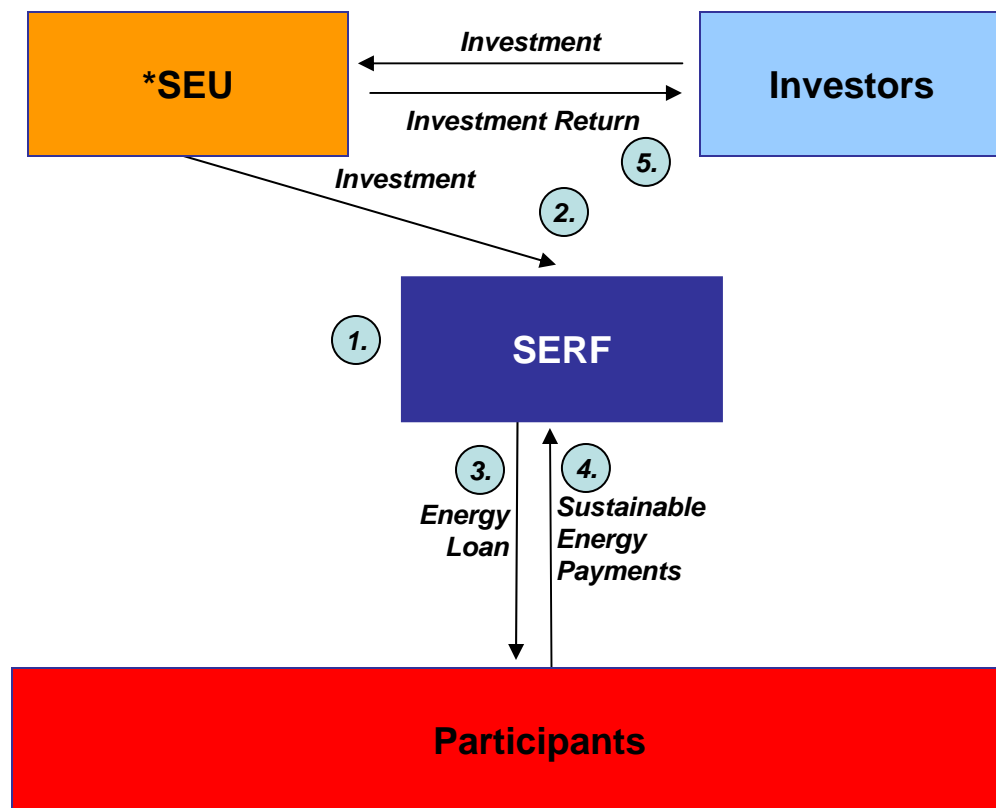 Investment
*SEU
Investors
Investment Return
5.
Investment
2.
1.
SERF
3.
4.
Energy
Loan
Sustainable
Energy
Payments
Participants